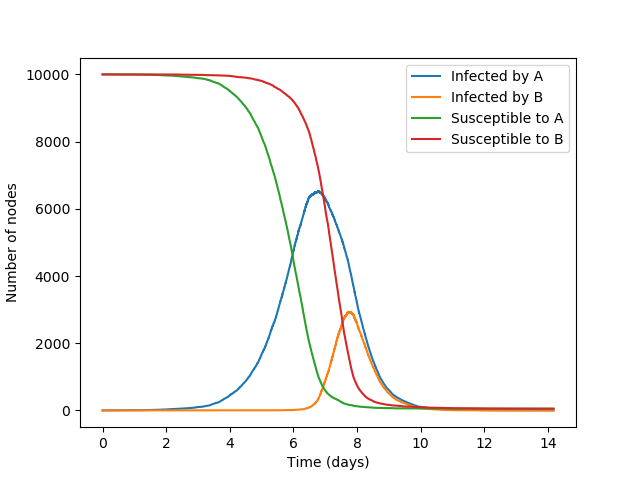 Infected by A
Infected by B
Susceptible to A
Susceptible to B
10000
8000
6000
4000
2000
0
Number of nodes
0 2 4 6 8 10 12 14
Time (days)